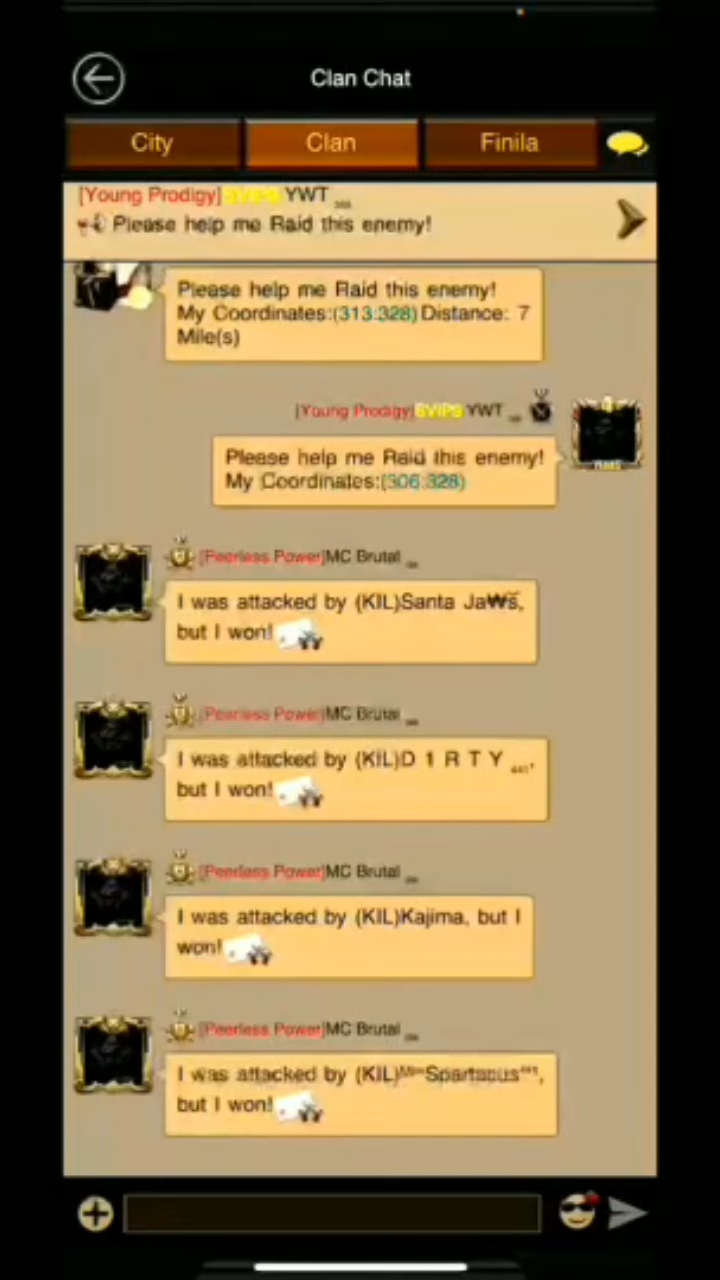 Clan Chat
City
Clan
Finila
[Young Prodigy]SVIP9 YWT
Please help me Raid this enemy!
Please help me Raid this enemy!
My Coordinates:(313:328)Distance: 7
Mile(s)
[Young Prodigy]SVIP9 YWT
Please help me Raid this enemy!
My Coordinates:(306:328)
[Peerless Power]MC Brutal
I was attacked by (KIL)Santa Ja₩s,
but I won!
[Peerless Power]MC Brutal
I was attacked by (KIL)D 1 R T Y ,
but I won!
[Peerless Power]MC Brutal
I was attacked by (KIL)Kajima, but I
won!
[Peerless Power]MC Brutal
I was attacked by (KIL)Spartacus,
but I won!